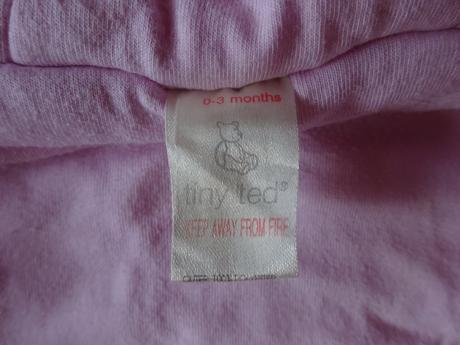 0-3 months
tiny ted®
KEEP AWAY FROM FIRE